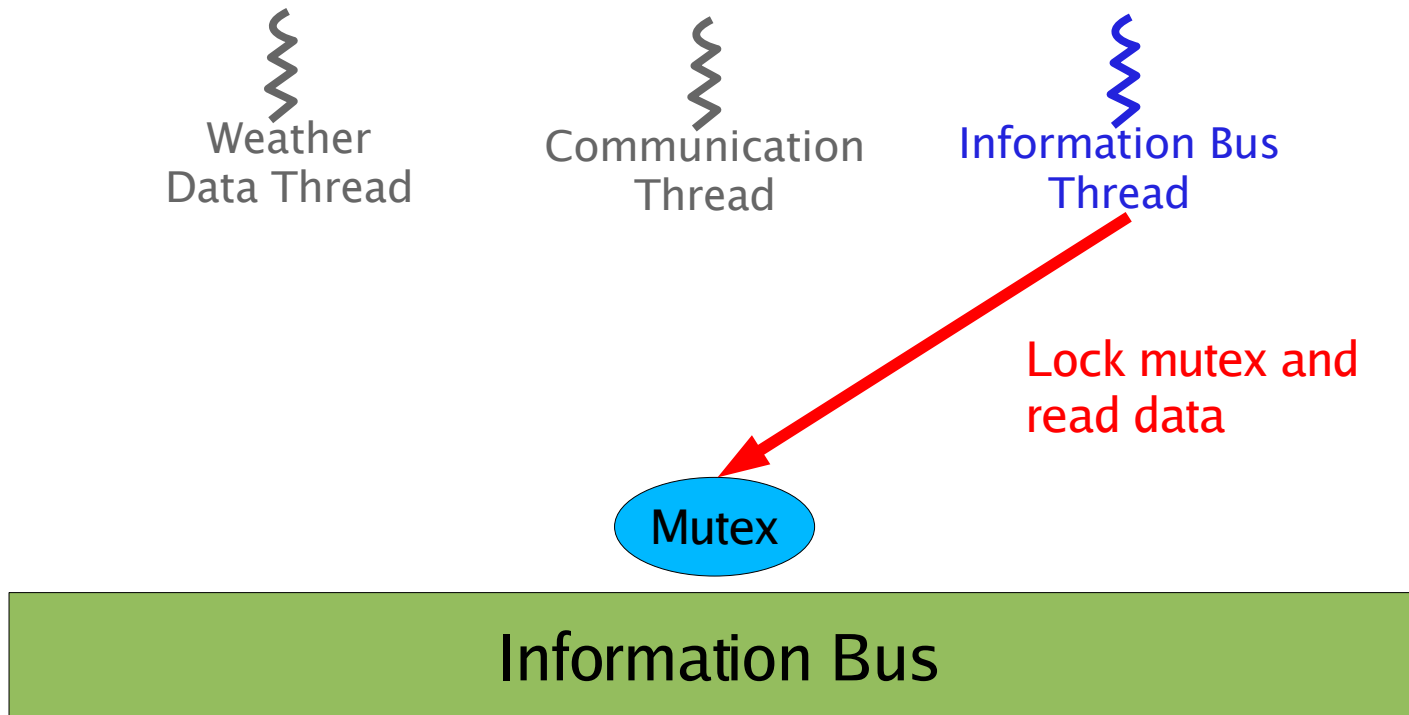 Weather
Data Thread
Communication
Thread
Information Bus
Thread
Lock mutex and
read data
Mutex
Information Bus